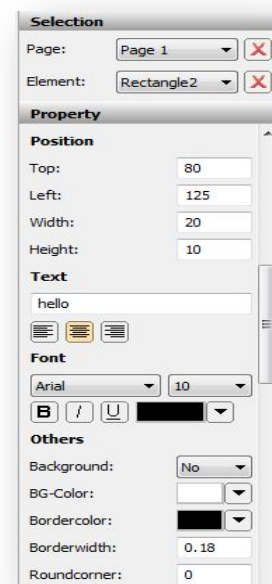 Selection
Page: Page 1
Element: Rectangle2
Property
Position
Top: 80
Left: 125
Width: 20
Height: 10
Text
hello
Font
Arial 10
B I U
Others
Background: No
BG-Color:
Bordercolor:
Borderwidth: 0.18
Roundcorner: 0